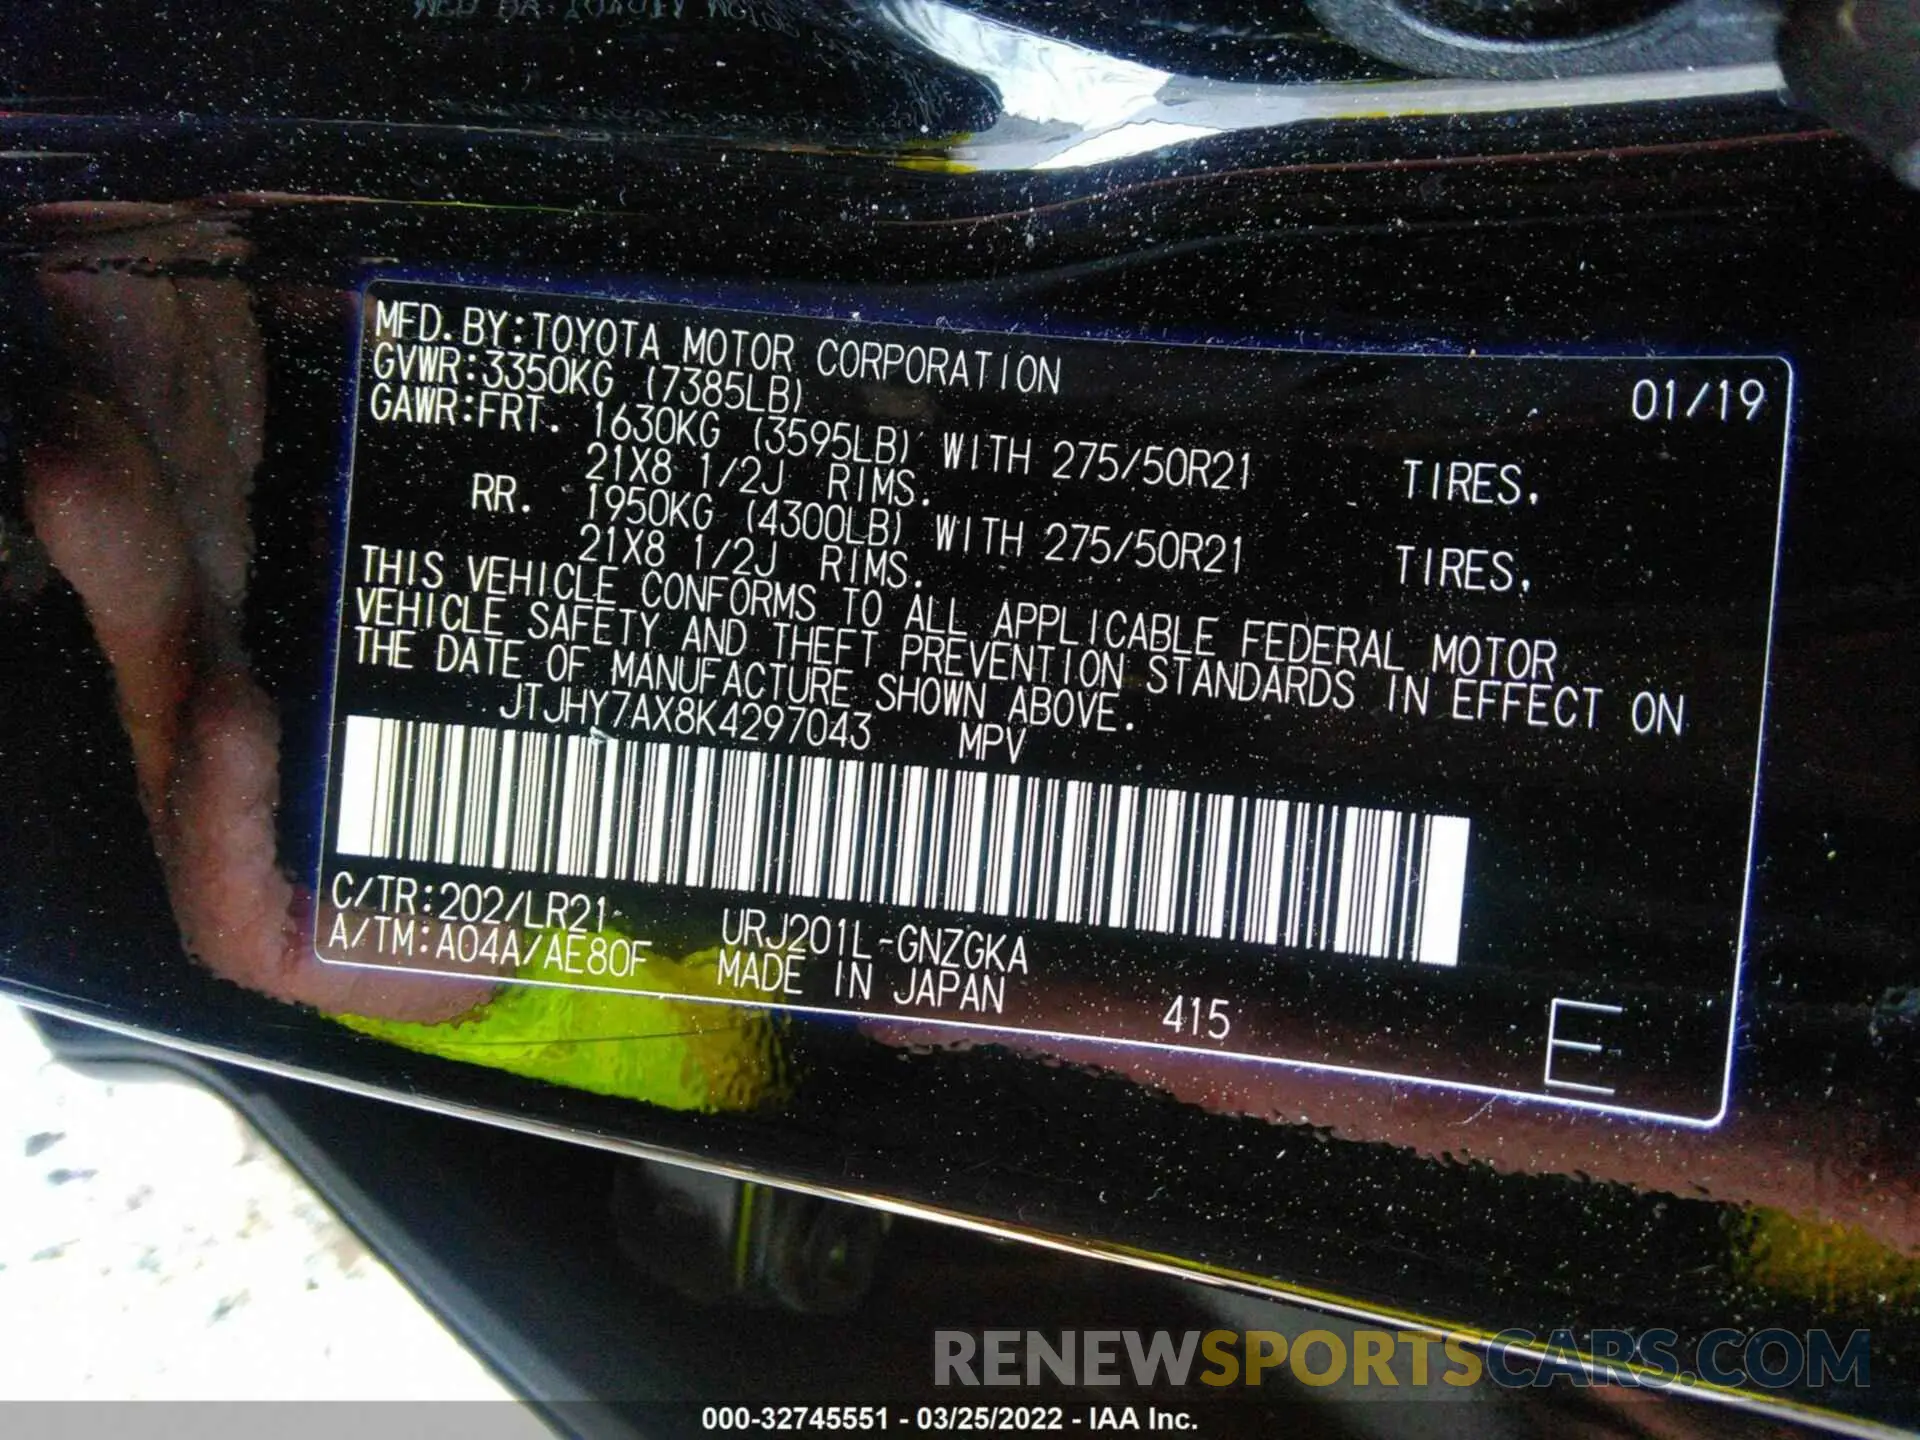 MFD.BY:TOYOTA MOTOR CORPORATION 01/19
GVWR:3350KG (7385LB)
GAWR:FRT. 1630KG (3595LB) WITH 275/50R21 TIRES,
21X8 1/2J RIMS.
RR. 1950KG (4300LB) WITH 275/50R21 TIRES,
21X8 1/2J RIMS.
THIS VEHICLE CONFORMS TO ALL APPLICABLE FEDERAL MOTOR
VEHICLE SAFETY AND THEFT PREVENTION STANDARDS IN EFFECT ON
THE DATE OF MANUFACTURE SHOWN ABOVE.
JTJHY7AX8K4297043 MPV
C/TR:202/LR21 URJ201L-GNZGKA
A/TM:A04A/AE80F MADE IN JAPAN 415 E
RENEWSPORTSCARS.COM
000-32745551 - 03/25/2022 - IAA Inc.